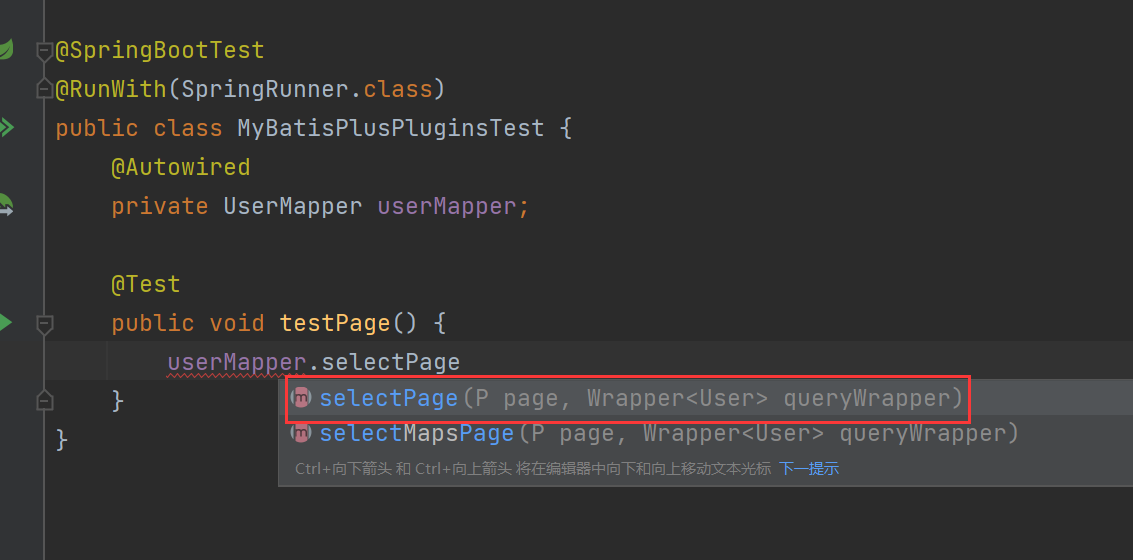 @SpringBootTest
@RunWith(SpringRunner.class)
public class MyBatisPlusPluginsTest {
@Autowired
private UserMapper userMapper;
@Test
public void testPage() {
userMapper.selectPage
selectPage(P page, Wrapper<User> queryWrapper)
}
selectMapsPage(P page, Wrapper<User> queryWrapper)
}
Ctrl+向下箭头 和 Ctrl+向上箭头 将在编辑器中向下和向上移动文本光标 下一提示